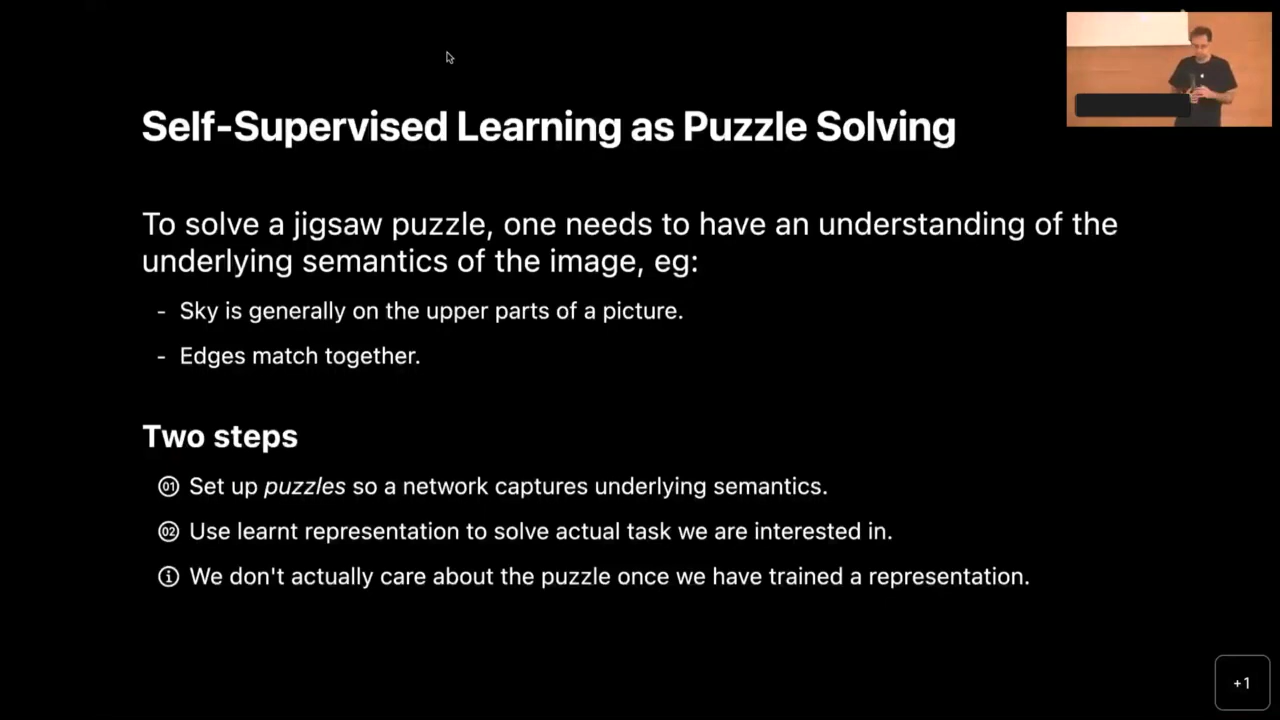 Self-Supervised Learning as Puzzle Solving
To solve a jigsaw puzzle, one needs to have an understanding of the
underlying semantics of the image, eg:
- Sky is generally on the upper parts of a picture.
- Edges match together.
Two steps
01 Set up puzzles so a network captures underlying semantics.
02 Use learnt representation to solve actual task we are interested in.
i We don't actually care about the puzzle once we have trained a representation.
+1